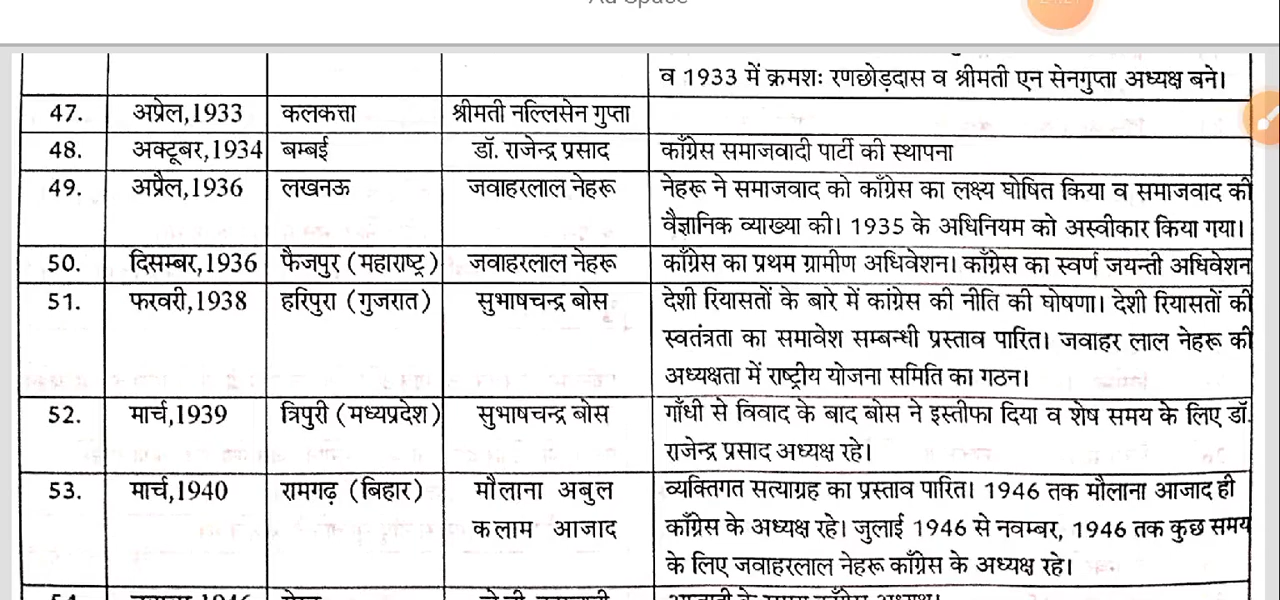 व 1933 में क्रमशः रणछोड़दास व श्रीमती एन सेनगुप्ता अध्यक्ष बने।
47. अप्रेल,1933 कलकत्ता श्रीमती नल्लिसेन गुप्ता
48. अक्टूबर,1934 बम्बई डॉ. राजेन्द्र प्रसाद काँग्रेस समाजवादी पार्टी की स्थापना
49. अप्रैल,1936 लखनऊ जवाहरलाल नेहरू नेहरू ने समाजवाद को काँग्रेस का लक्ष्य घोषित किया व समाजवाद की
वैज्ञानिक व्याख्या की। 1935 के अधिनियम को अस्वीकार किया गया।
50. दिसम्बर,1936 फैजपुर (महाराष्ट्र) जवाहरलाल नेहरू काँग्रेस का प्रथम ग्रामीण अधिवेशन। काँग्रेस का स्वर्ण जयन्ती अधिवेशन
51. फरवरी,1938 हरिपुरा (गुजरात) सुभाषचन्द्र बोस देशी रियासतों के बारे में कांग्रेस की नीति की घोषणा। देशी रियासतों की
स्वतंत्रता का समावेश सम्बन्धी प्रस्ताव पारित। जवाहर लाल नेहरू की
अध्यक्षता में राष्ट्रीय योजना समिति का गठन।
52. मार्च,1939 त्रिपुरी (मध्यप्रदेश) सुभाषचन्द्र बोस गाँधी से विवाद के बाद बोस ने इस्तीफा दिया व शेष समय के लिए डॉ.
राजेन्द्र प्रसाद अध्यक्ष रहे।
53. मार्च,1940 रामगढ़ (बिहार) मौलाना अबुल व्यक्तिगत सत्याग्रह का प्रस्ताव पारित। 1946 तक मौलाना आजाद ही
कलाम आजाद काँग्रेस के अध्यक्ष रहे। जुलाई 1946 से नवम्बर, 1946 तक कुछ समय
के लिए जवाहरलाल नेहरू काँग्रेस के अध्यक्ष रहे।